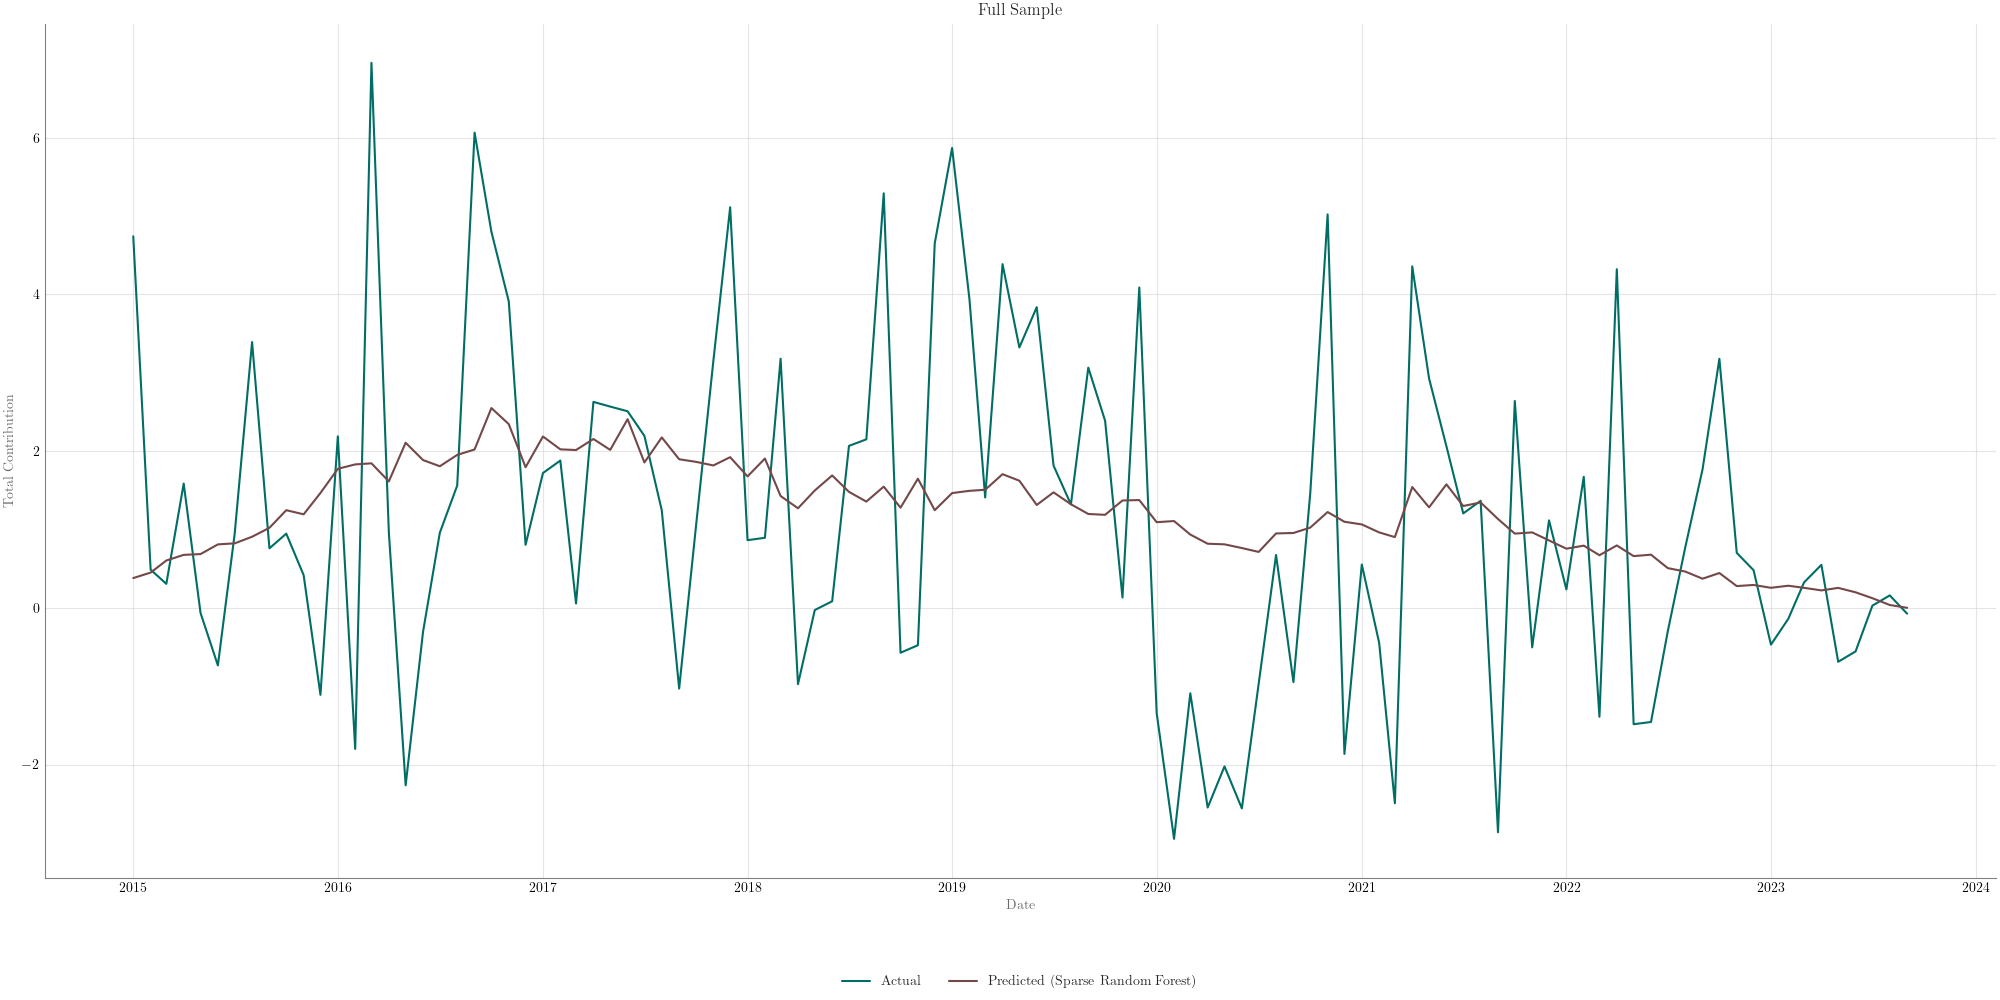 Full Sample
Total Contribution
6
4
2
0
−2
2015 2016 2017 2018 2019 2020 2021 2022 2023 2024
Date
Actual Predicted (Sparse Random Forest)